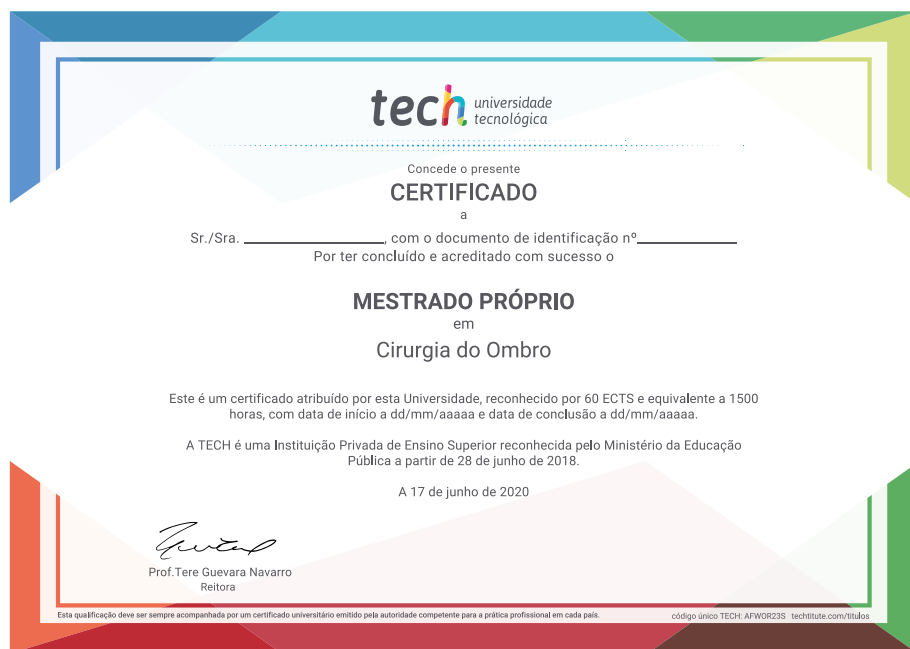 tech universidade
tecnológica
Concede o presente
CERTIFICADO
a
Sr./Sra. ____________________, com o documento de identificação nº______________
Por ter concluído e acreditado com sucesso o
MESTRADO PRÓPRIO
em
Cirurgia do Ombro
Este é um certificado atribuído por esta Universidade, reconhecido por 60 ECTS e equivalente a 1500
horas, com data de início a dd/mm/aaaaa e data de conclusão a dd/mm/aaaaa.
A TECH é uma Instituição Privada de Ensino Superior reconhecida pelo Ministério da Educação
Pública a partir de 28 de junho de 2018.
A 17 de junho de 2020
Prof.Tere Guevara Navarro
Reitora
Esta qualificação deve ser sempre acompanhada por um certificado universitário emitido pela autoridade competente para a prática profissional em cada país.
código único TECH: AFWOR23S techtitute.com/titulos